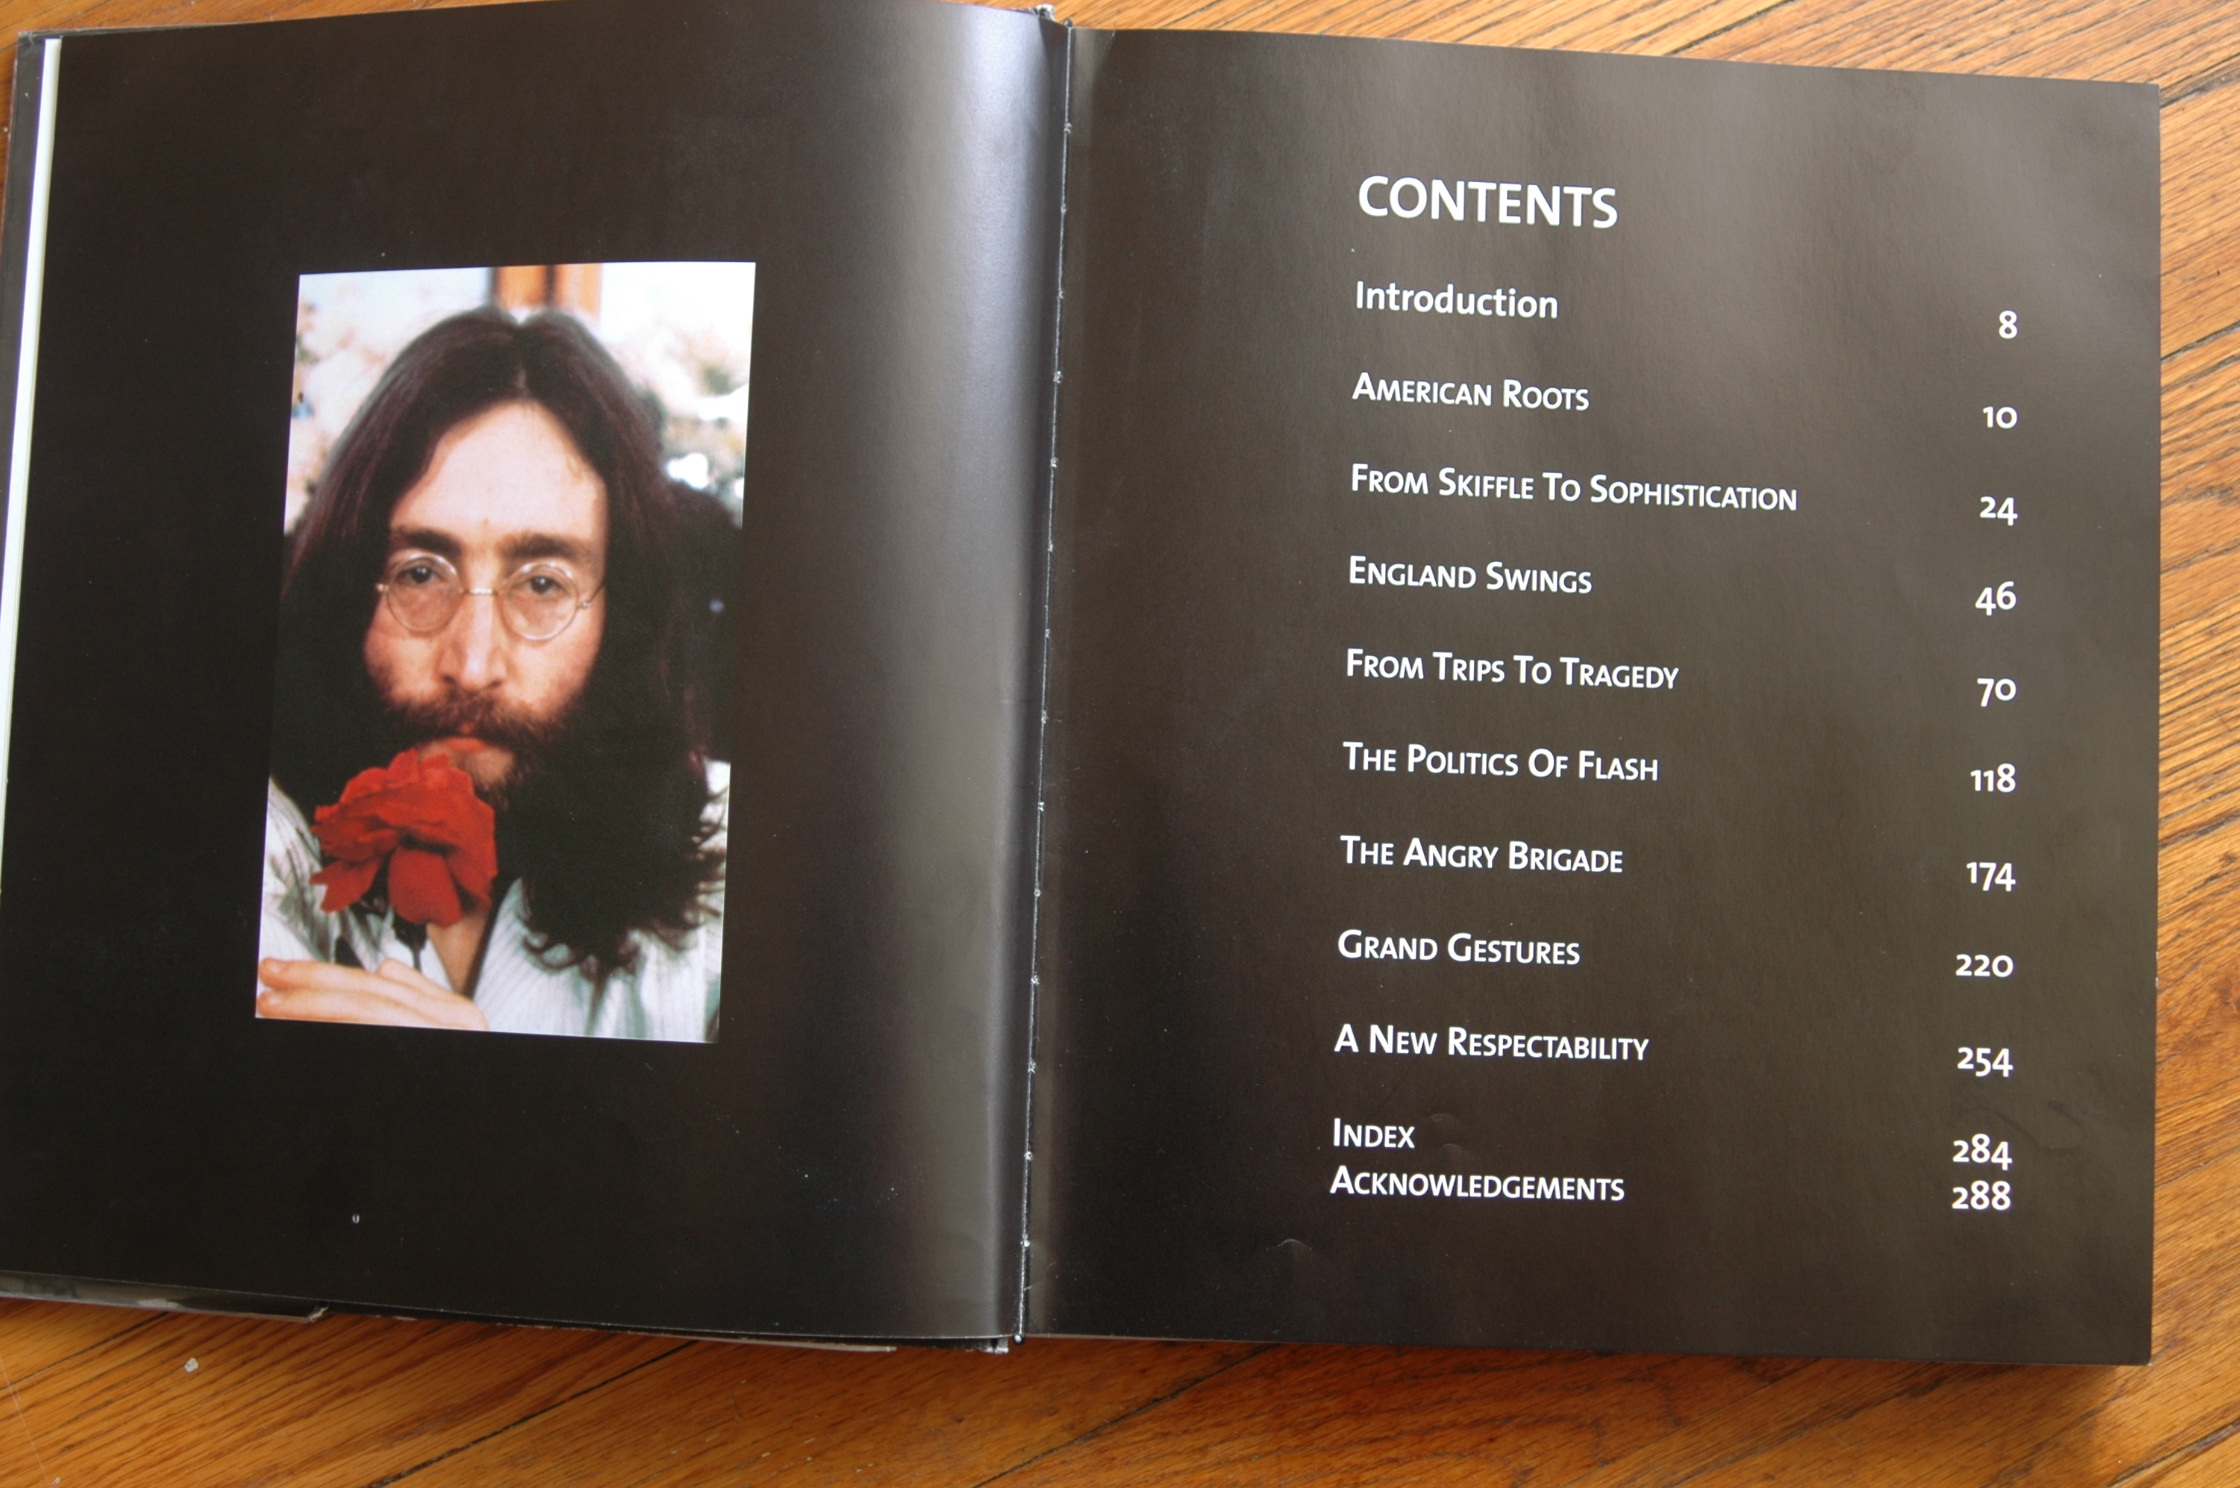 CONTENTS
Introduction 8
AMERICAN ROOTS 10
FROM SKIFFLE TO SOPHISTICATION 24
ENGLAND SWINGS 46
FROM TRIPS TO TRAGEDY 70
THE POLITICS OF FLASH 118
THE ANGRY BRIGADE 174
GRAND GESTURES 220
A NEW RESPECTABILITY 254
INDEX 284
ACKNOWLEDGEMENTS 288